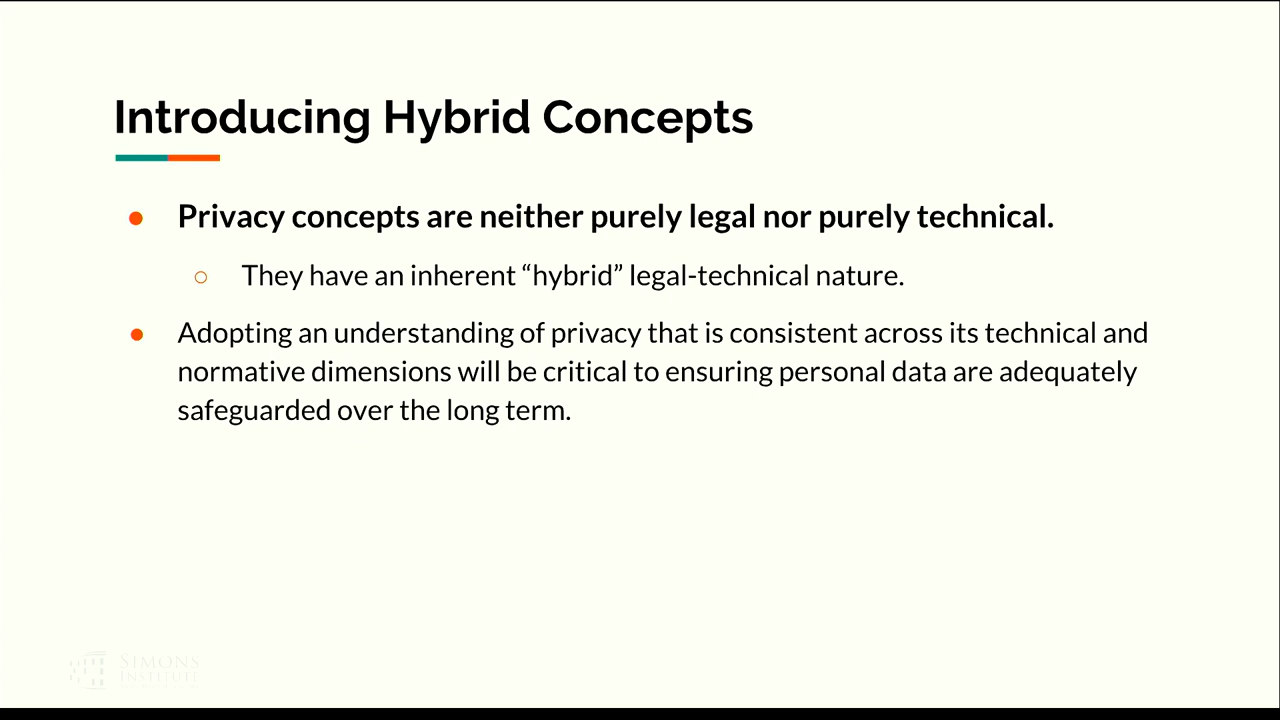 Introducing Hybrid Concepts
● Privacy concepts are neither purely legal nor purely technical.
○ They have an inherent “hybrid” legal-technical nature.
● Adopting an understanding of privacy that is consistent across its technical and
normative dimensions will be critical to ensuring personal data are adequately
safeguarded over the long term.
SIMONS
INSTITUTE